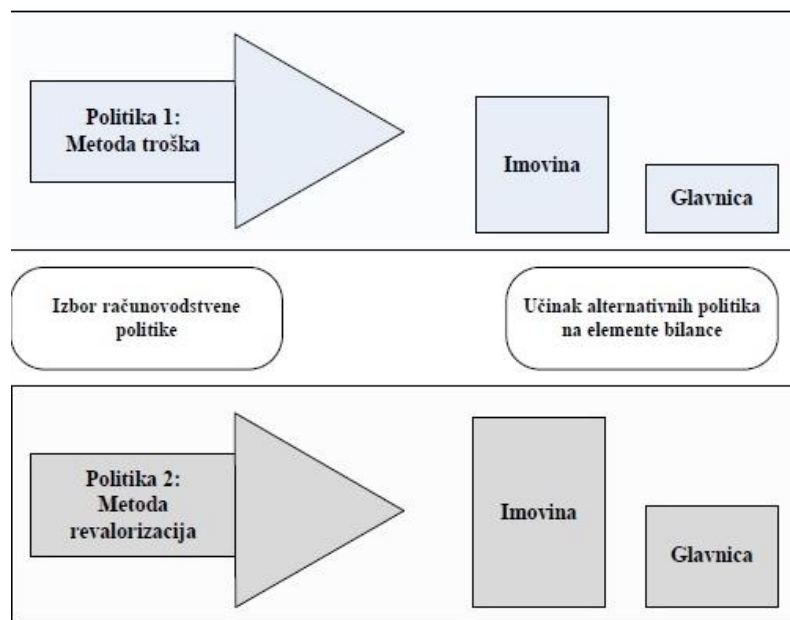 Politika 1:
Metoda troška
Imovina
Glavnica
Izbor računovodstvene
politike
Učinak alternativnih politika
na elemente bilance
Politika 2:
Metoda
revalorizacija
Imovina
Glavnica